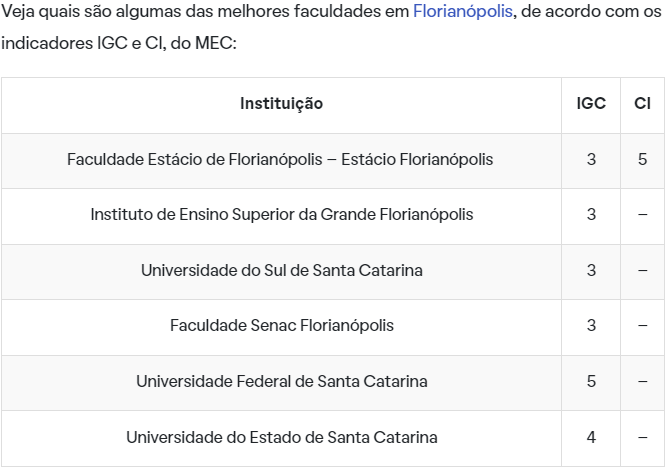 Veja quais são algumas das melhores faculdades em Florianópolis, de acordo com os
indicadores IGC e CI, do MEC:
Instituição IGC CI
Faculdade Estácio de Florianópolis – Estácio Florianópolis 3 5
Instituto de Ensino Superior da Grande Florianópolis 3 –
Universidade do Sul de Santa Catarina 3 –
Faculdade Senac Florianópolis 3 –
Universidade Federal de Santa Catarina 5 –
Universidade do Estado de Santa Catarina 4 –